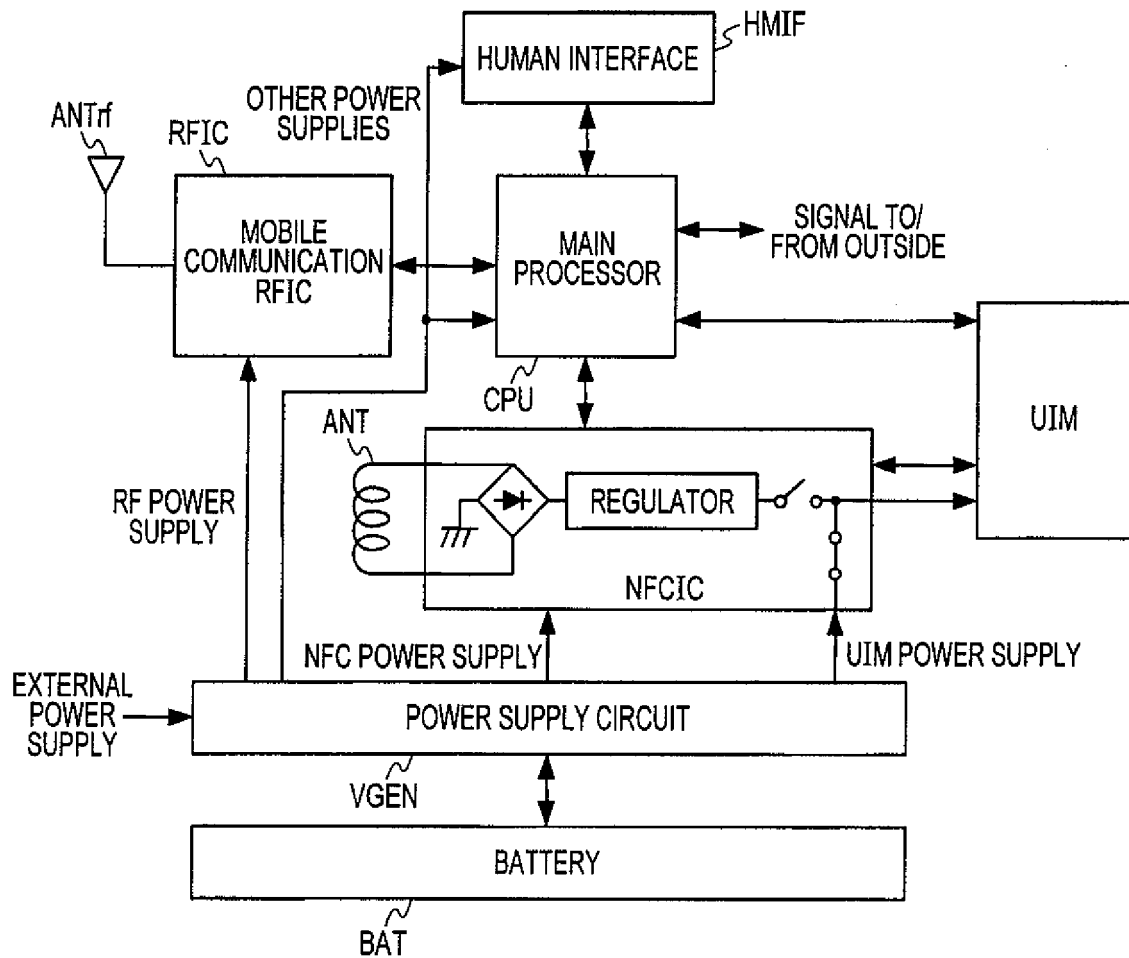 HMIF
HUMAN INTERFACE
OTHER POWER
SUPPLIES
ANTrf
RFIC
MOBILE
COMMUNICATION
RFIC
MAIN
PROCESSOR
SIGNAL TO/
FROM OUTSIDE
CPU
UIM
ANT
REGULATOR
RF POWER
SUPPLY
NFCIC
NFC POWER SUPPLY
UIM POWER SUPPLY
EXTERNAL
POWER
SUPPLY
POWER SUPPLY CIRCUIT
VGEN
BATTERY
BAT